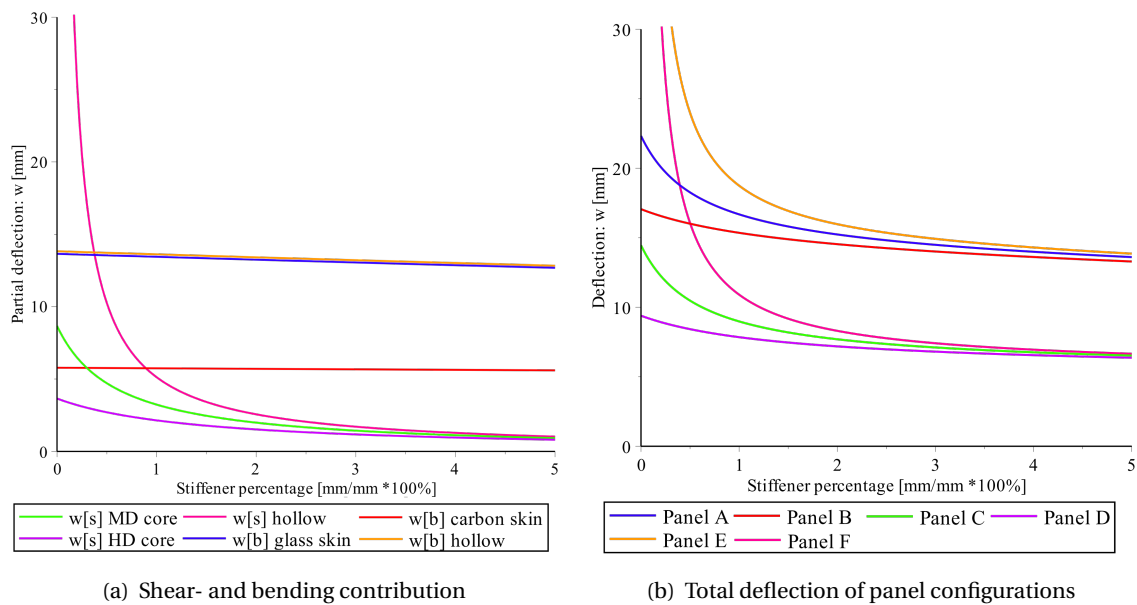 30
20
10
0
Partial deflection: w [mm]
0 1 2 3 4 5
Stiffener percentage [mm/mm *100%]
w[s] MD core w[s] hollow w[b] carbon skin
w[s] HD core w[b] glass skin w[b] hollow
(a) Shear- and bending contribution
30
20
10
0
Deflection: w [mm]
0 1 2 3 4 5
Stiffener percentage [mm/mm *100%]
Panel A Panel B Panel C Panel D
Panel E Panel F
(b) Total deflection of panel configurations